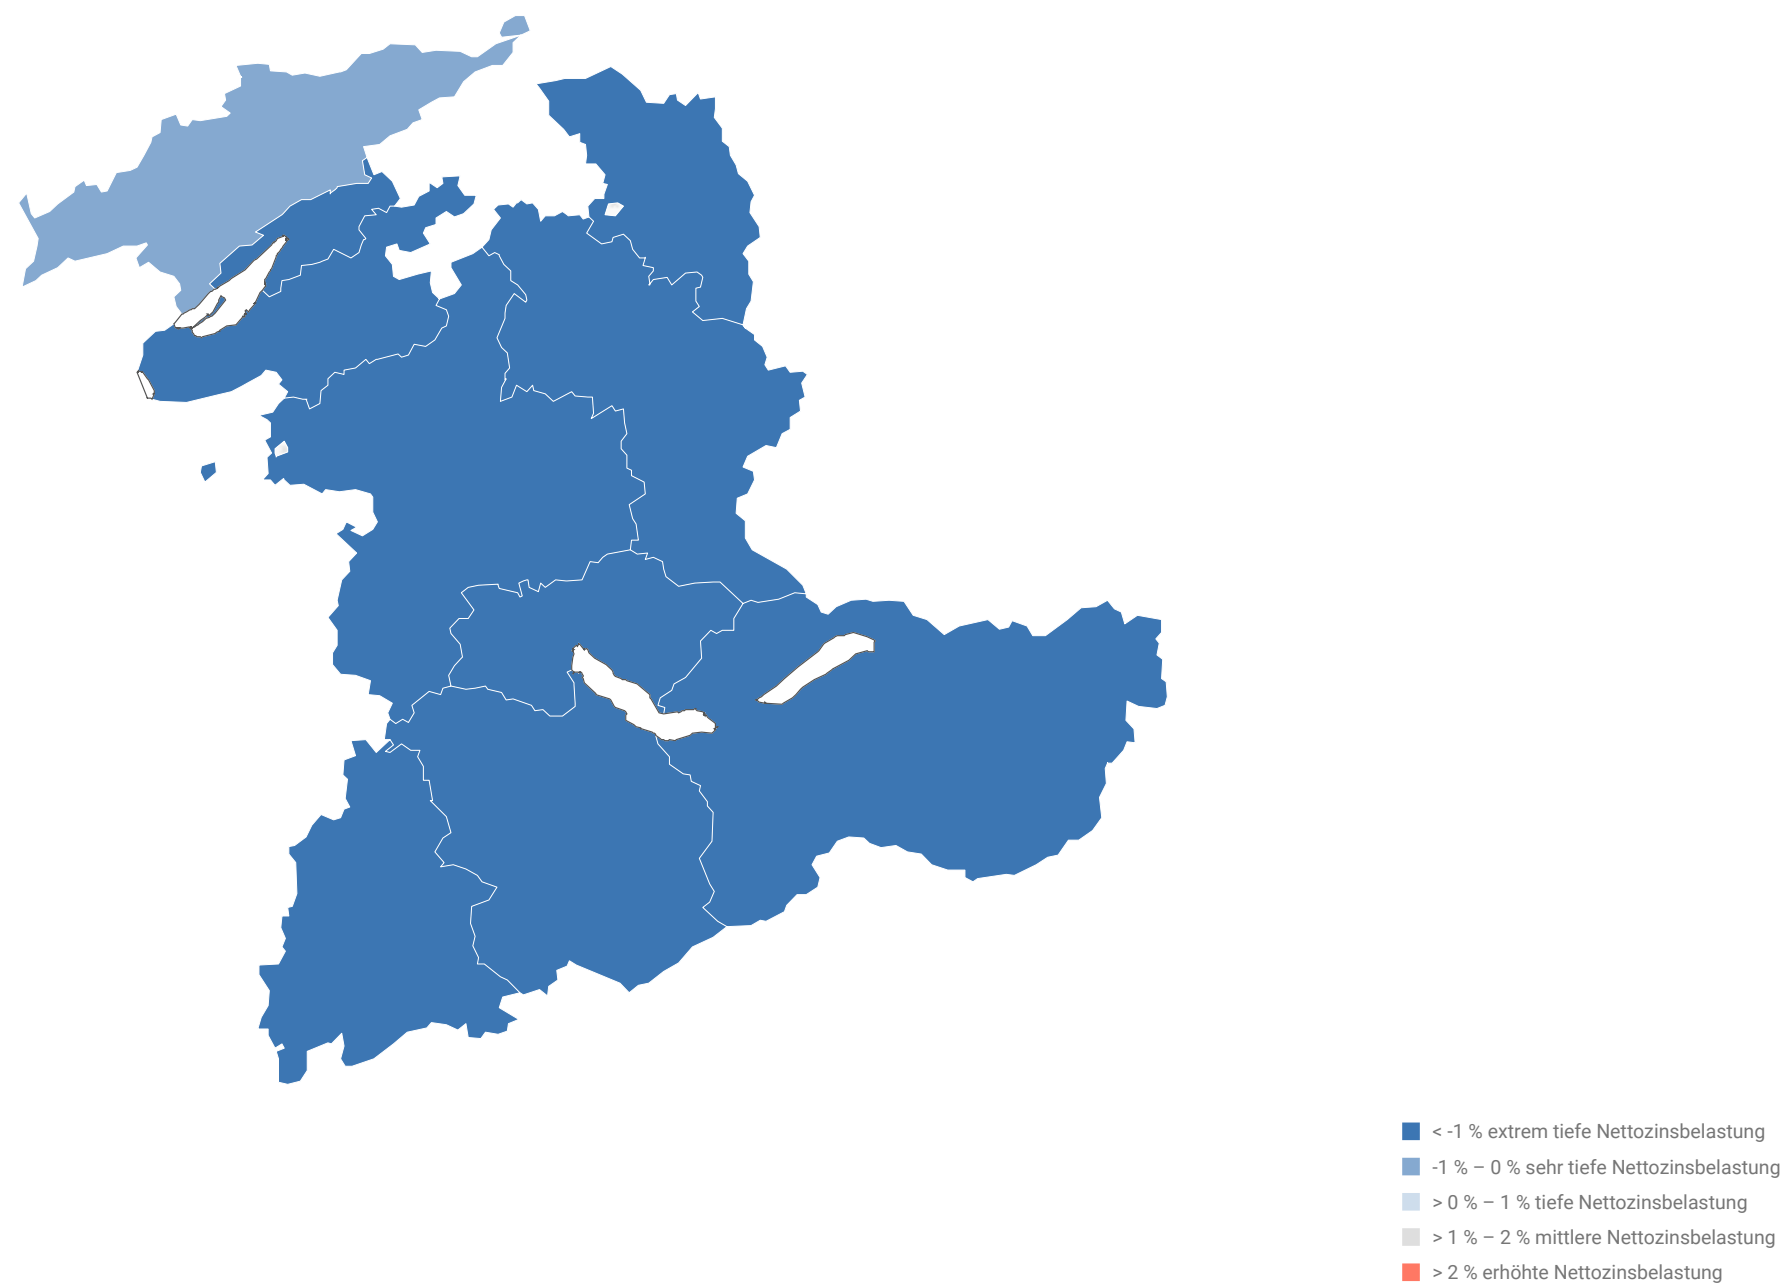 < -1 % extrem tiefe Nettozinsbelastung
-1 % – 0 % sehr tiefe Nettozinsbelastung
> 0 % – 1 % tiefe Nettozinsbelastung
> 1 % – 2 % mittlere Nettozinsbelastung
> 2 % erhöhte Nettozinsbelastung